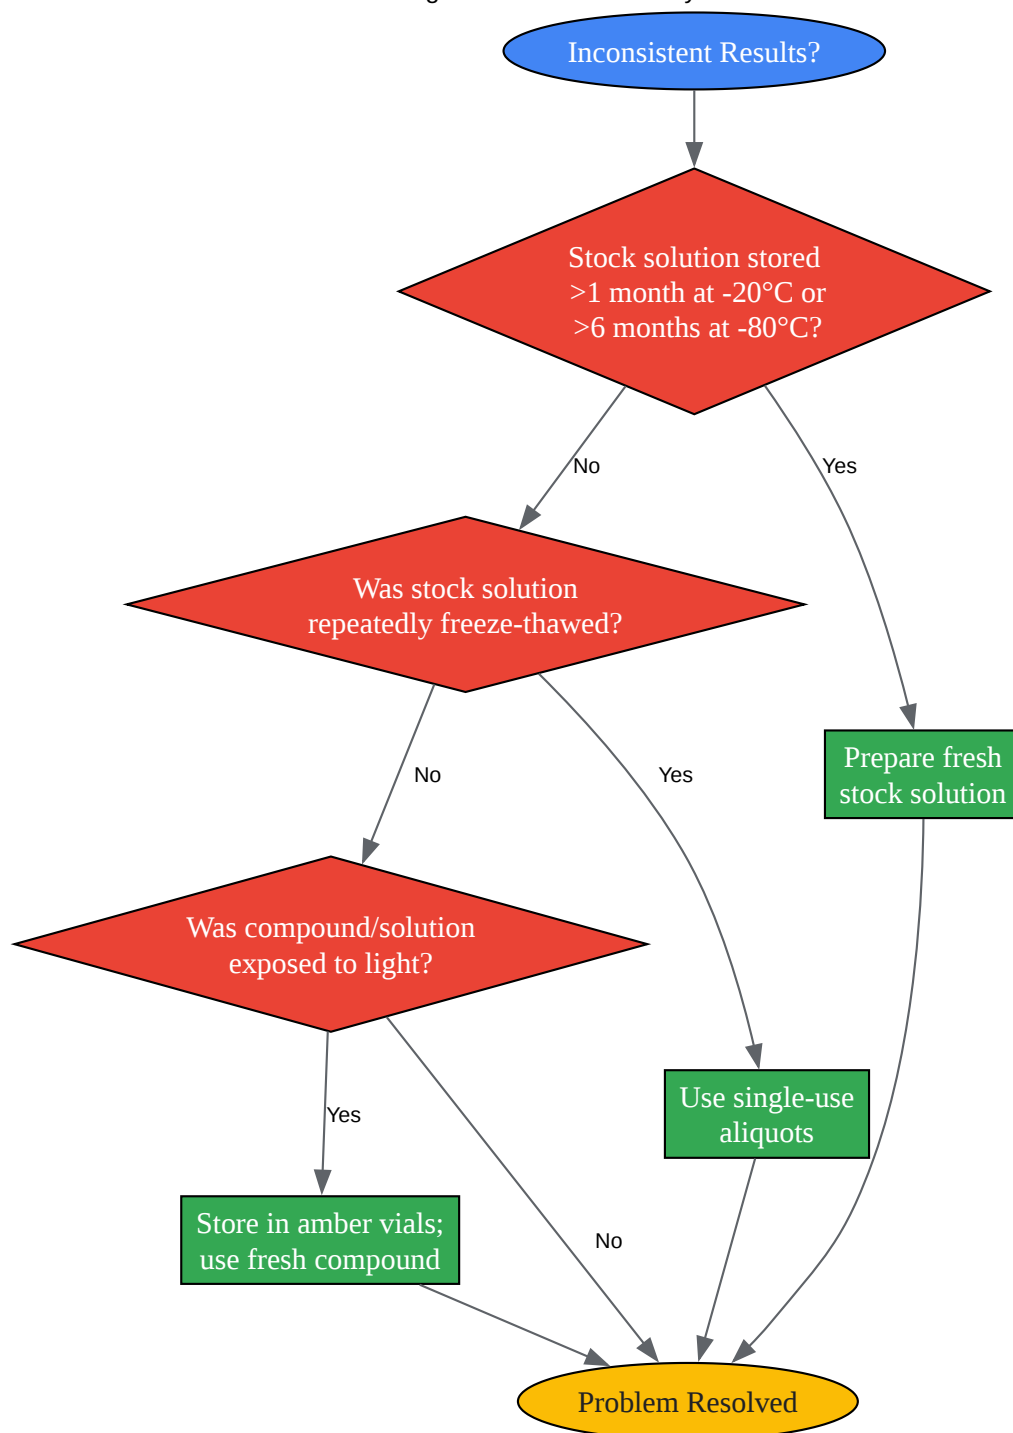 Inconsistent Results?
Stock solution stored
>1 month at -20°C or
>6 months at -80°C?
No
Yes
Was stock solution
repeatedly freeze-thawed?
No
Yes
Prepare fresh
stock solution
Was compound/solution
exposed to light?
Yes
Use single-use
aliquots
Store in amber vials;
use fresh compound
No
Problem Resolved